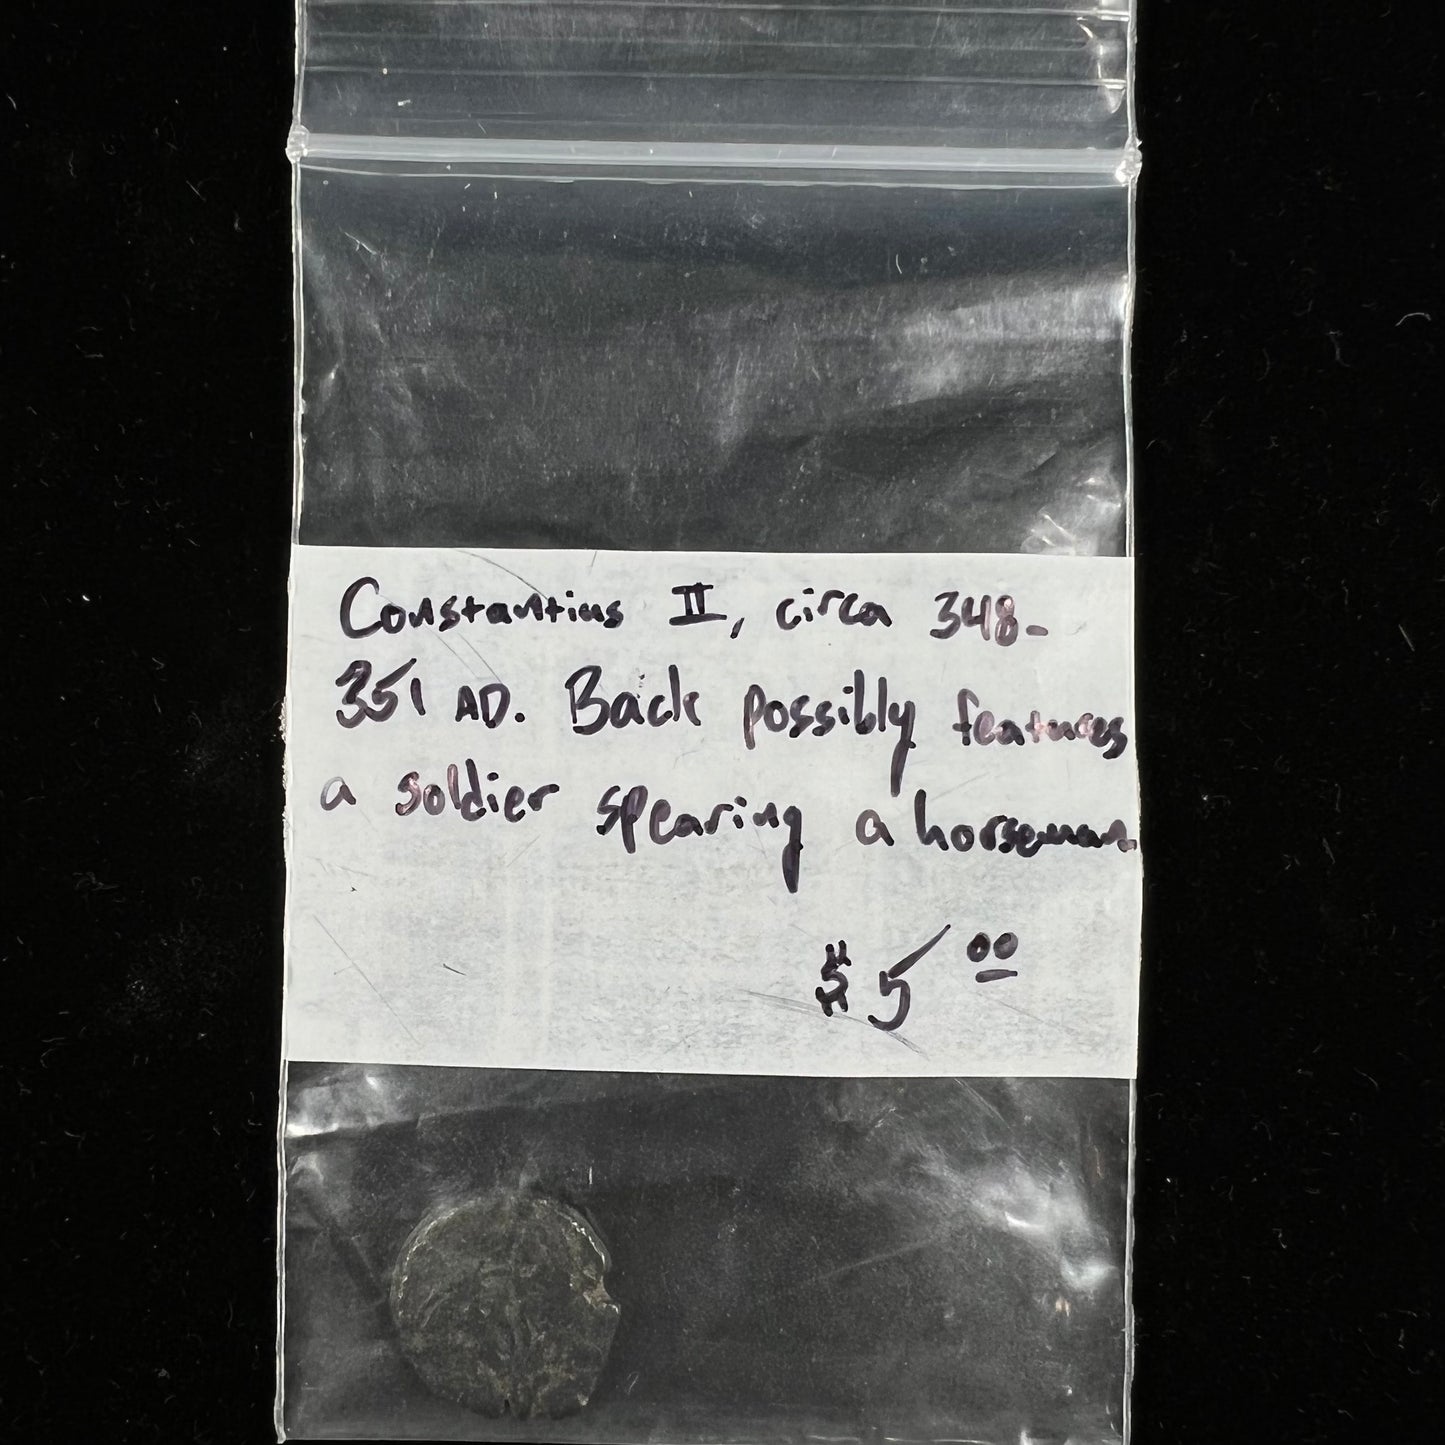 Constantius II, circa 348-
351 AD. Back possibly features
a soldier spearing a horseman.
$5.00